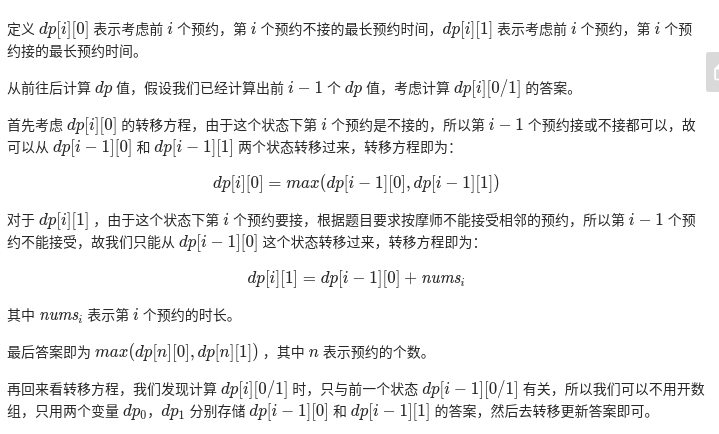 定义 dp[i][0] 表示考虑前 i 个预约，第 i 个预约不接的最长预约时间，dp[i][1] 表示考虑前 i 个预约，第 i 个预
约接的最长预约时间。
从前往后计算 dp 值，假设我们已经计算出前 i − 1 个 dp 值，考虑计算 dp[i][0/1] 的答案。
首先考虑 dp[i][0] 的转移方程，由于这个状态下第 i 个预约是不接的，所以第 i − 1 个预约接或不接都可以，故
可以从 dp[i − 1][0] 和 dp[i − 1][1] 两个状态转移过来，转移方程即为：
dp[i][0] = max(dp[i − 1][0], dp[i − 1][1])
对于 dp[i][1] ，由于这个状态下第 i 个预约要接，根据题目要求按摩师不能接受相邻的预约，所以第 i − 1 个预
约不能接受，故我们只能从 dp[i − 1][0] 这个状态转移过来，转移方程即为：
dp[i][1] = dp[i − 1][0] + numsᵢ
其中 numsᵢ 表示第 i 个预约的时长。
最后答案即为 max(dp[n][0], dp[n][1]) ，其中 n 表示预约的个数。
再回来看转移方程，我们发现计算 dp[i][0/1] 时，只与前一个状态 dp[i − 1][0/1] 有关，所以我们可以不用开数
组，只用两个变量 dp₀，dp₁ 分别存储 dp[i − 1][0] 和 dp[i − 1][1] 的答案，然后去转移更新答案即可。